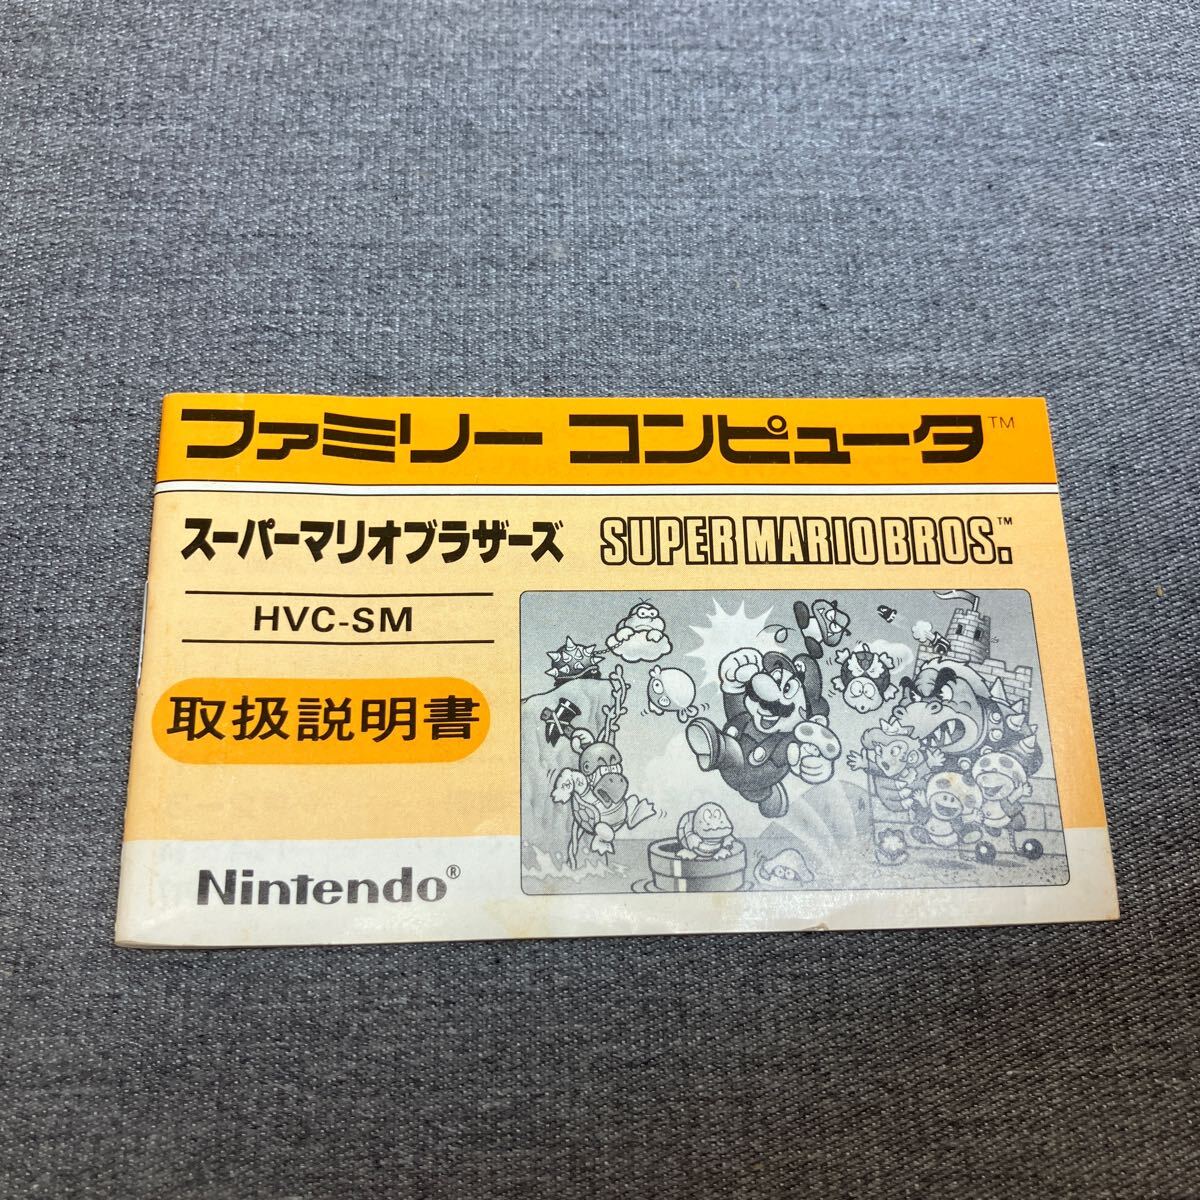 ファミリー コンピュータ™
スーパーマリオブラザーズ SUPER MARIO BROS.™
HVC-SM
取扱説明書
Nintendo®